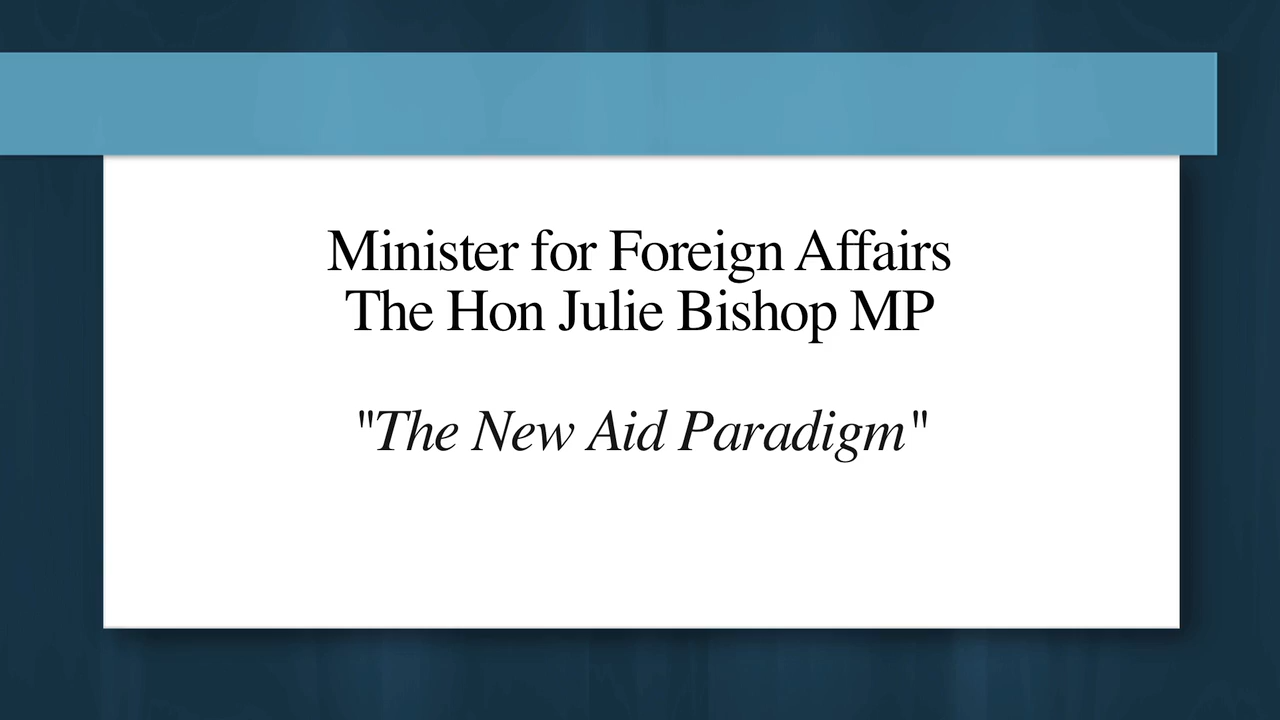 Minister for Foreign Affairs
The Hon Julie Bishop MP
"The New Aid Paradigm"